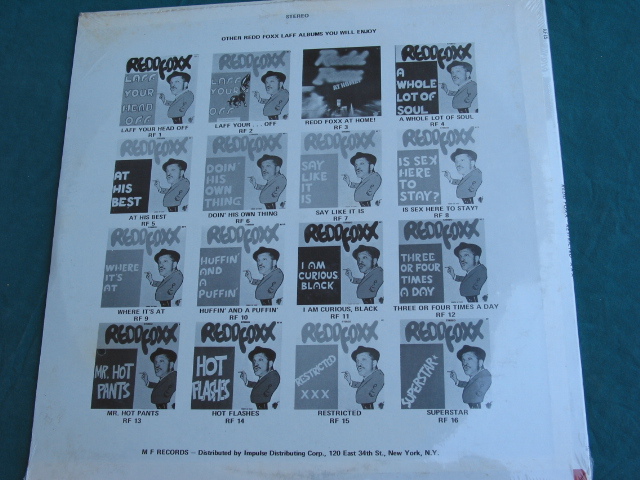 STEREO
OTHER REDD FOXX LAFF ALBUMS YOU WILL ENJOY
REDD FOXX
LAFF
YOUR
HEAD
OFF
REDD FOXX
LAFF
YOUR
OFF
REDD FOXX
A
WHOLE
LOT OF
SOUL
LAFF YOUR HEAD OFF
RF 1
LAFF YOUR . . . OFF
RF 2
REDD FOXX AT HOME!
RF 3
A WHOLE LOT OF SOUL
RF 4
REDD FOXX
AT
HIS
BEST
REDD FOXX
DOIN'
HIS
OWN
THING
REDD FOXX
SAY
LIKE
IT
IS
REDD FOXX
IS SEX
HERE
TO
STAY?
AT HIS BEST
RF 5
DOIN' HIS OWN THING
RF 6
SAY LIKE IT IS
RF 7
IS SEX HERE TO STAY?
RF 8
REDD FOXX
WHERE
IT'S
AT
REDD FOXX
HUFFIN'
AND
A
PUFFIN'
REDD FOXX
I AM
CURIOUS
BLACK
REDD FOXX
THREE
OR FOUR
TIMES
A DAY
WHERE IT'S AT
RF 9
HUFFIN' AND A PUFFIN'
RF 10
I AM CURIOUS, BLACK
RF 11
THREE OR FOUR TIMES A DAY
RF 12
REDD FOXX
MR. HOT
PANTS
REDD FOXX
HOT
FLASHES
REDD FOXX
RESTRICTED
XXX
REDD FOXX
SUPERSTAR
MR. HOT PANTS
RF 13
HOT FLASHES
RF 14
RESTRICTED
RF 15
SUPERSTAR
RF 16
M F RECORDS – Distributed by Impulse Distributing Corp., 120 East 34th St., New York, N.Y.